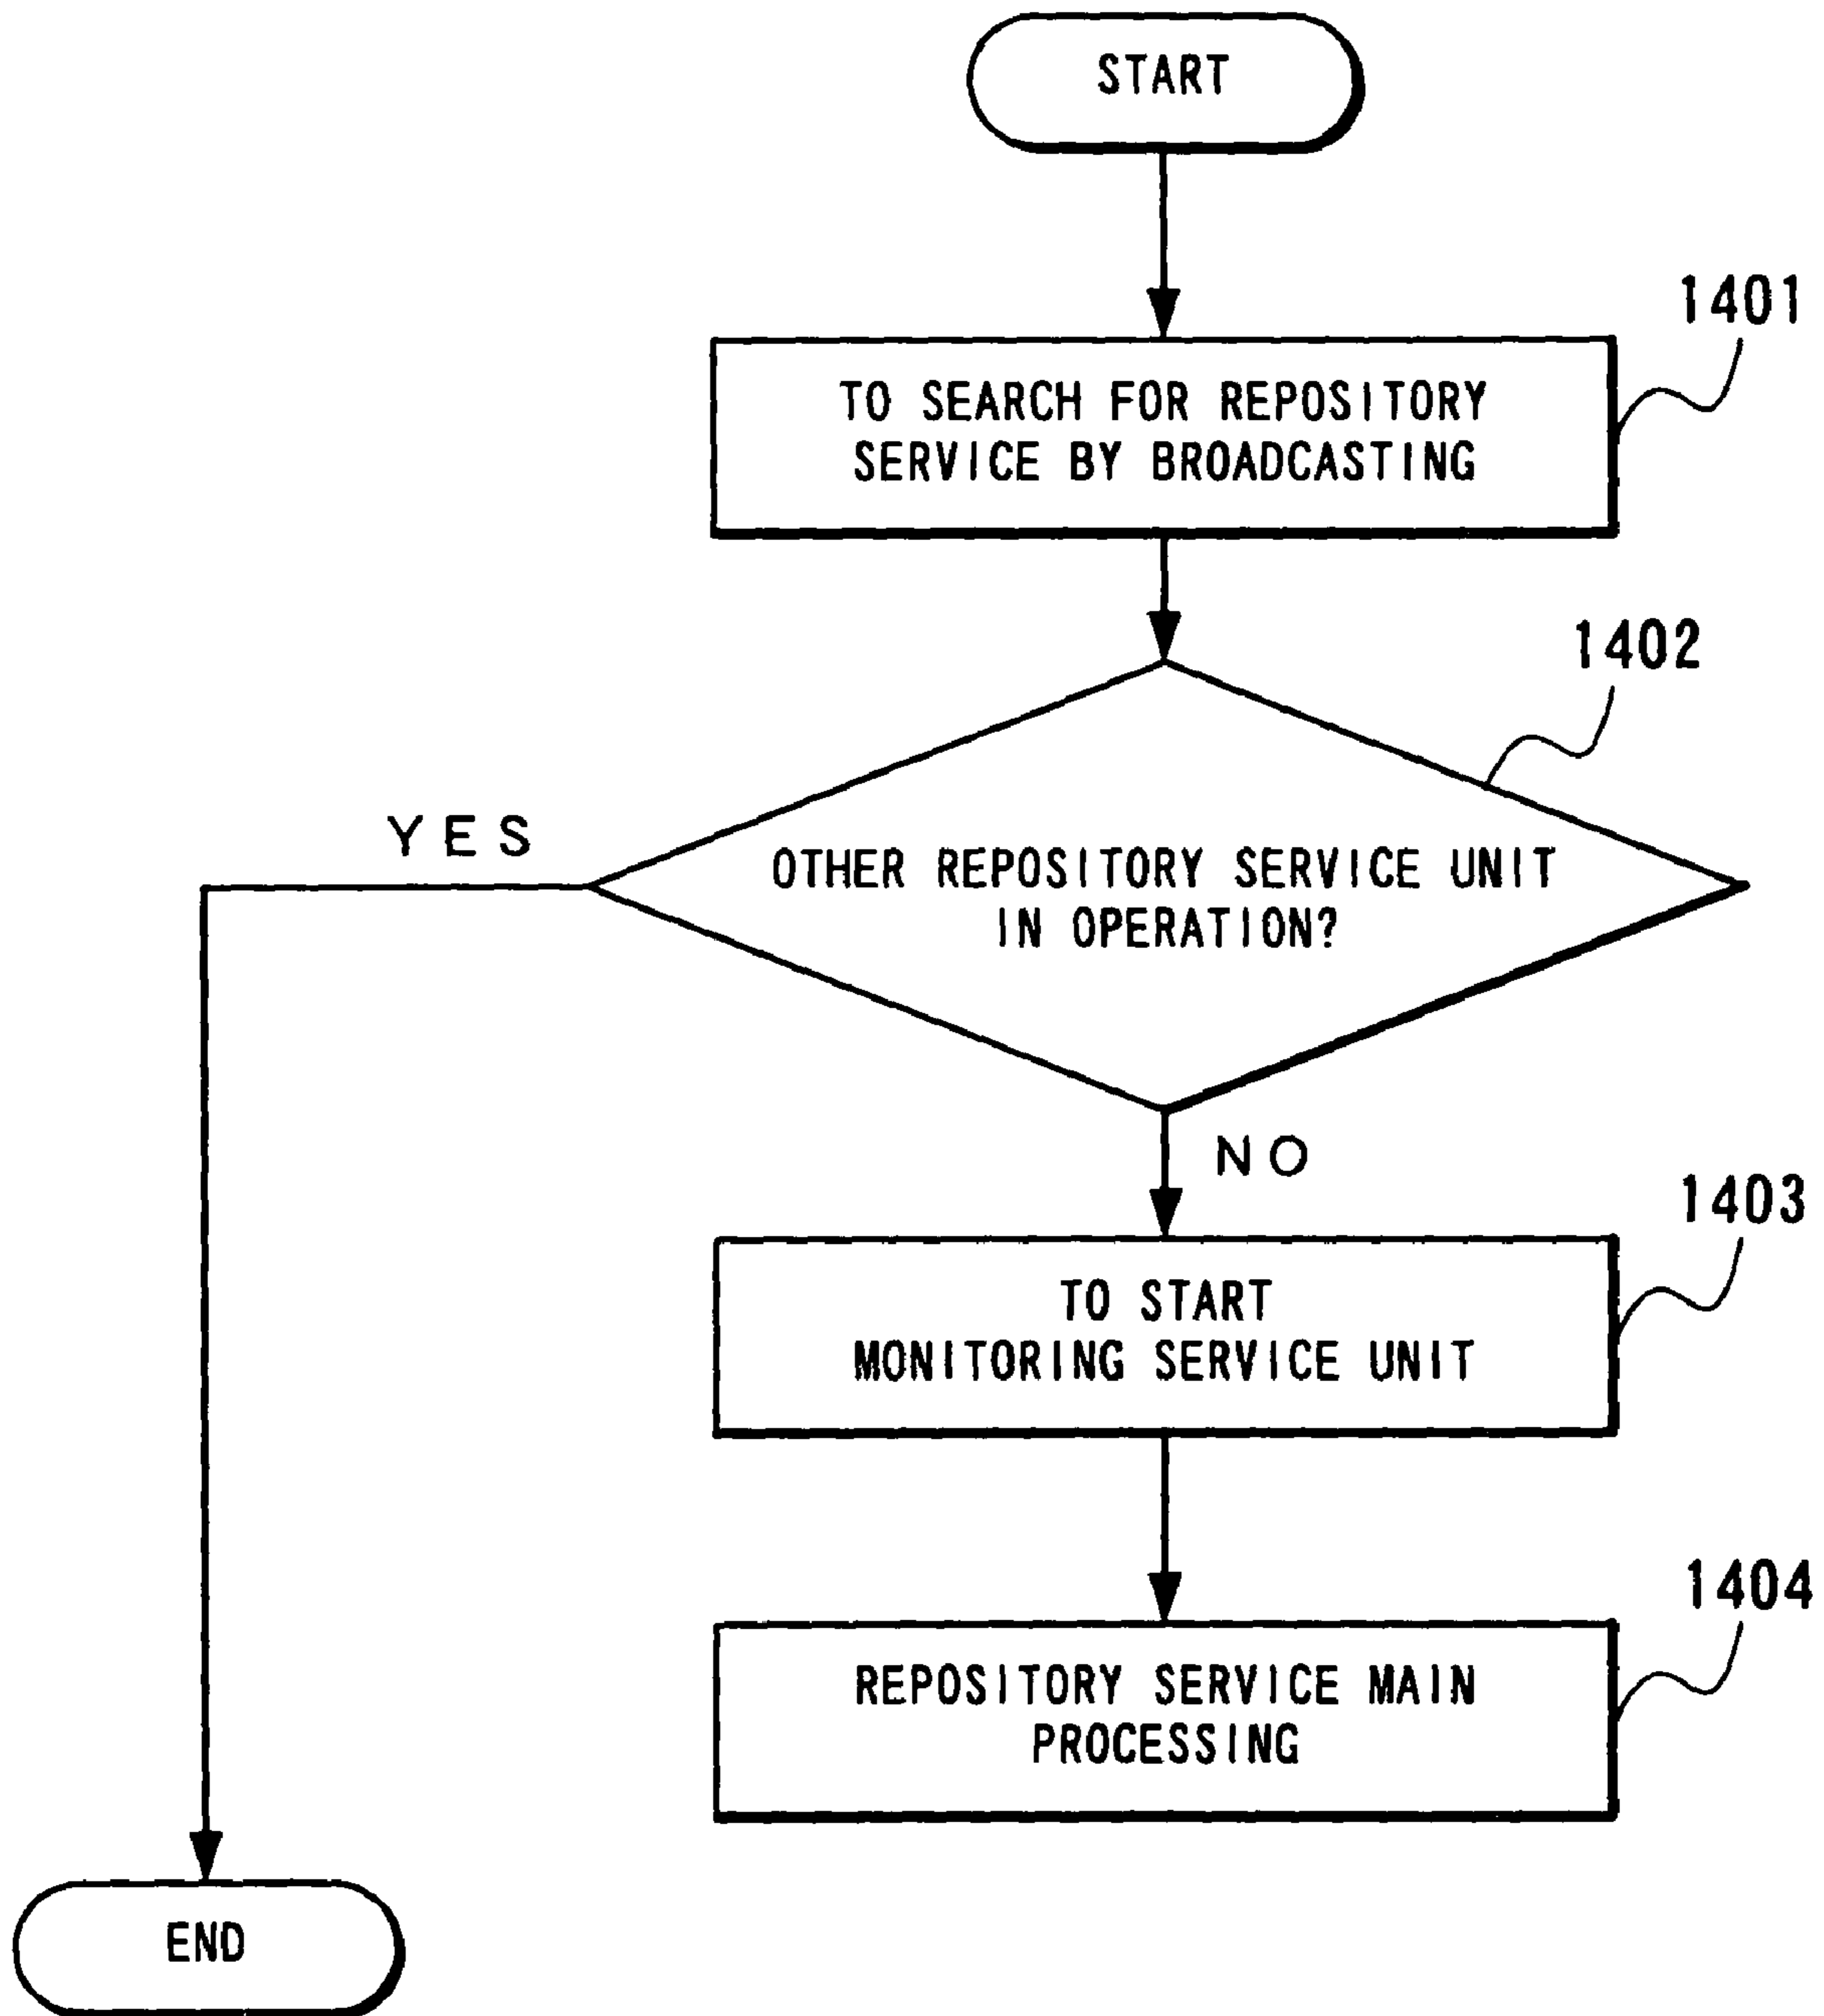 START
1401
TO SEARCH FOR REPOSITORY
SERVICE BY BROADCASTING
1402
YES
OTHER REPOSITORY SERVICE UNIT
IN OPERATION?
NO
1403
TO START
MONITORING SERVICE UNIT
1404
REPOSITORY SERVICE MAIN
PROCESSING
END